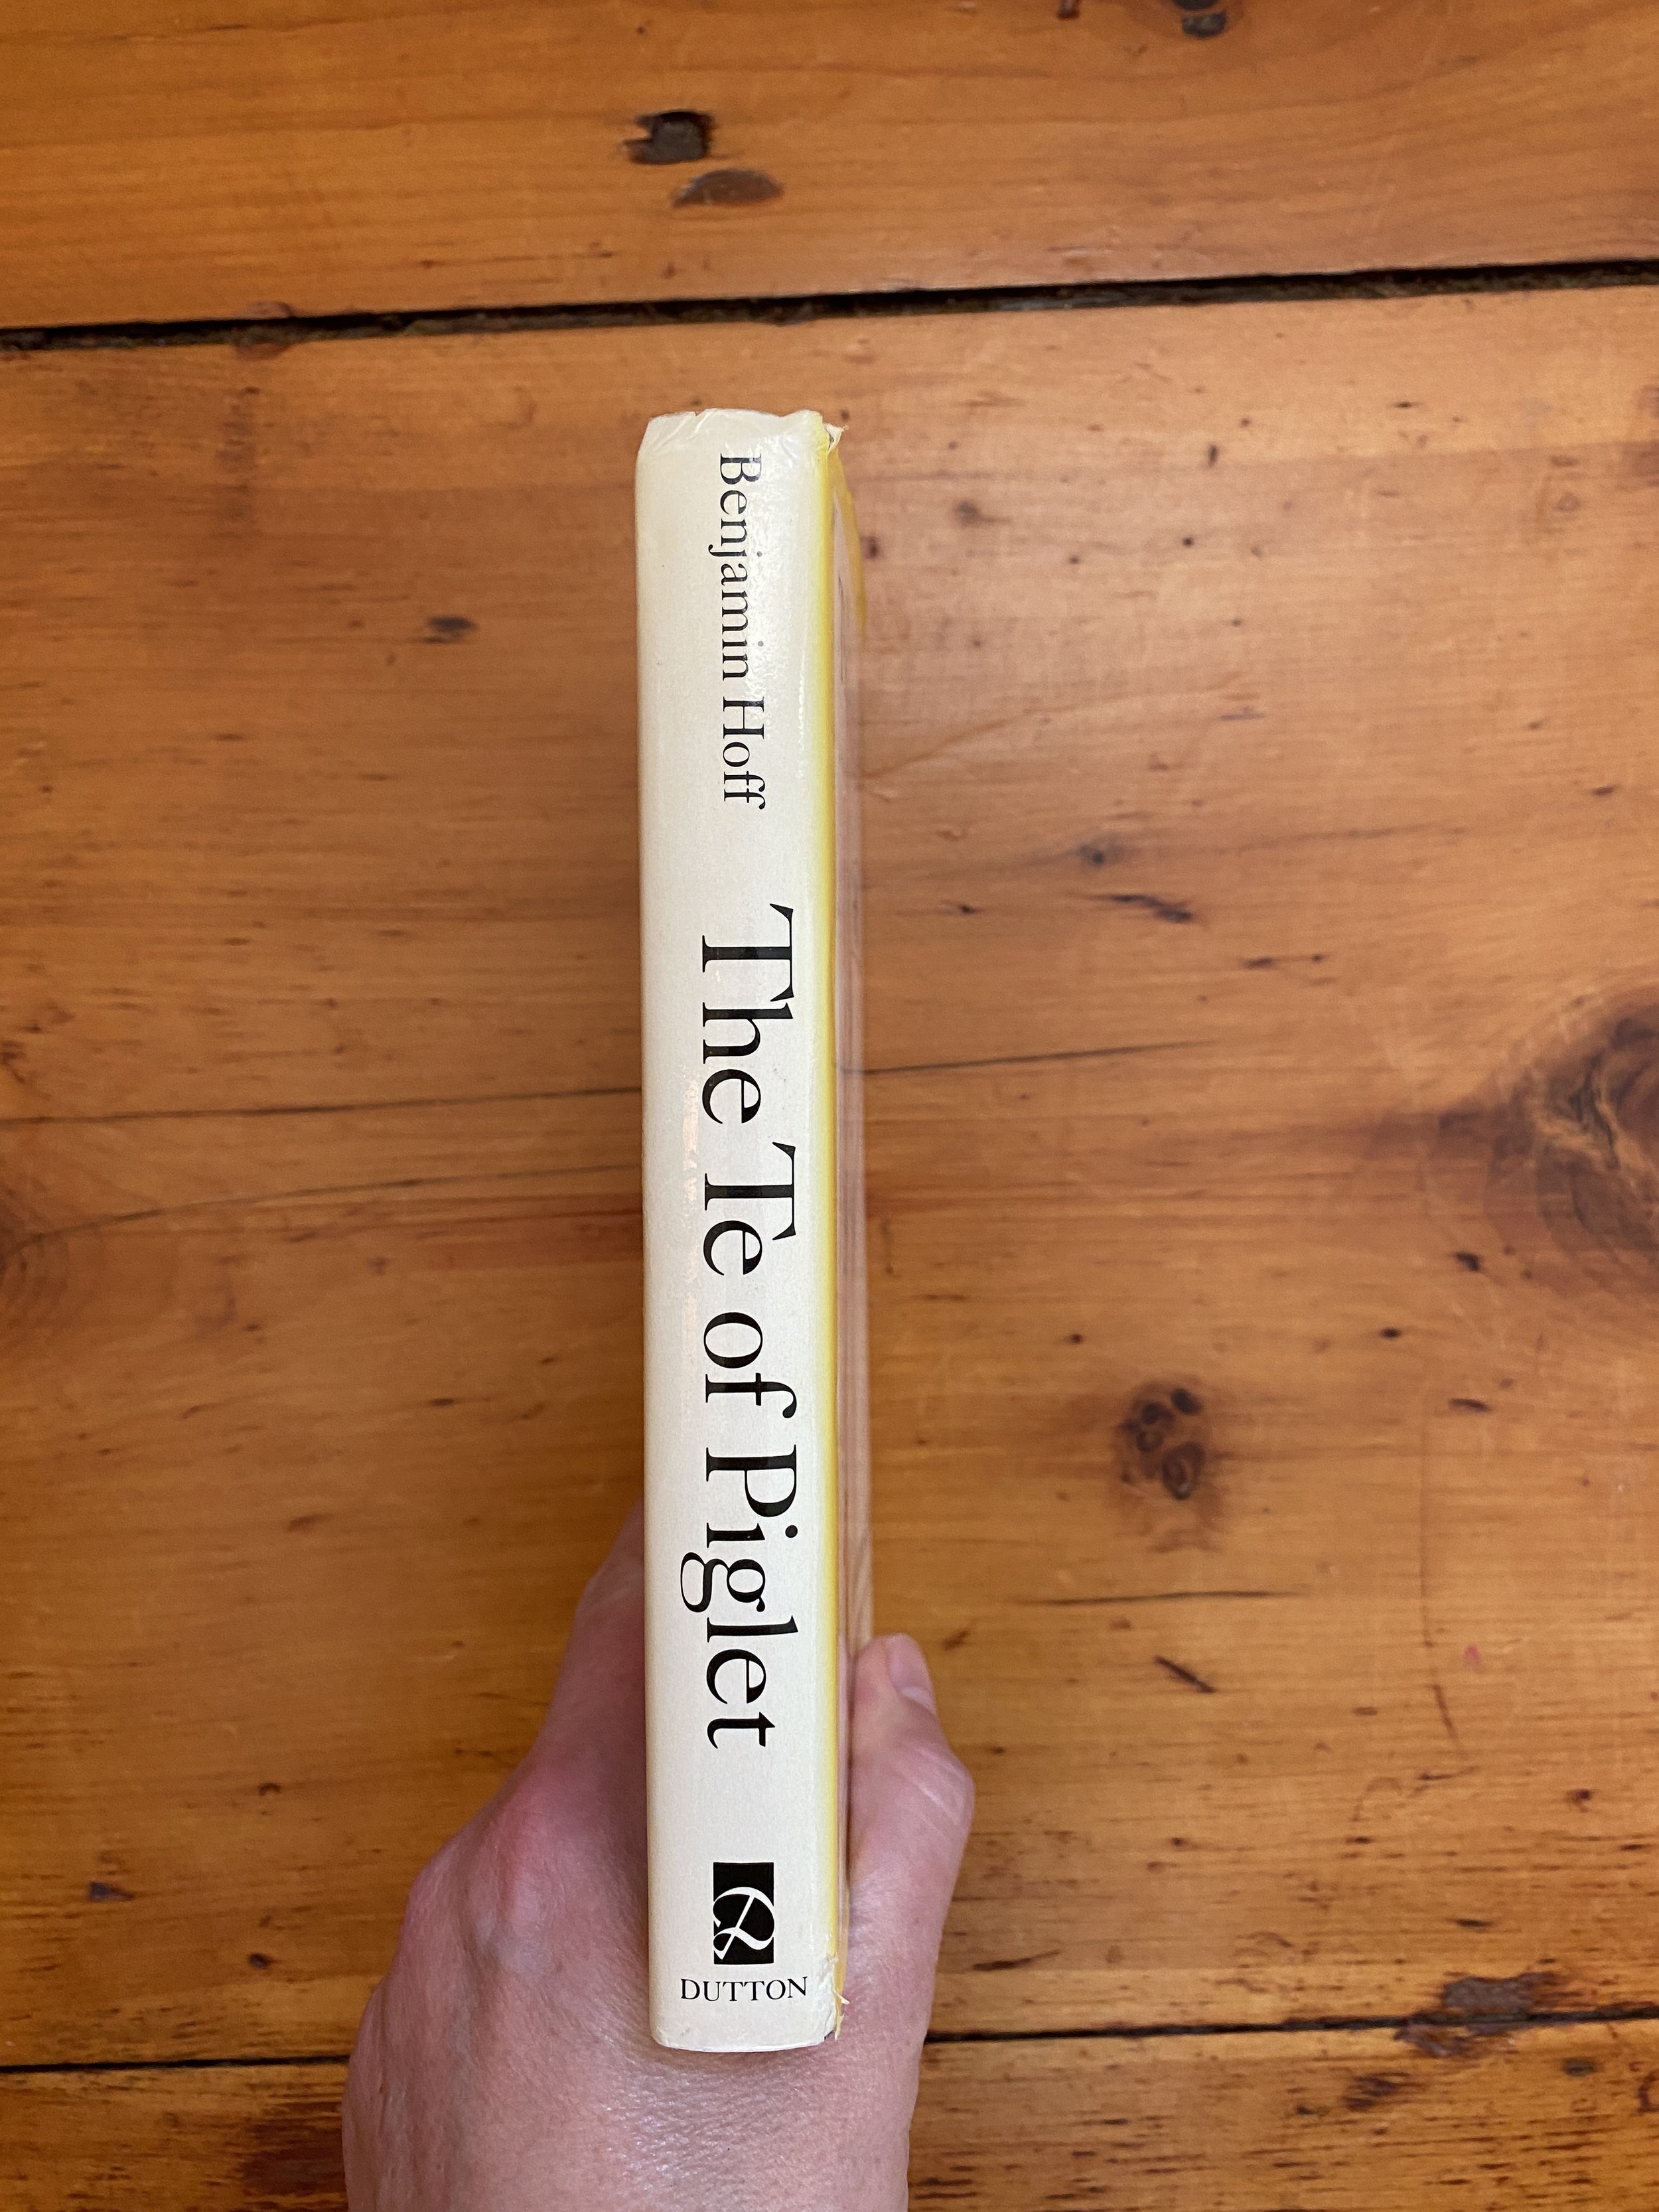 Benjamin Hoff
The Te of Piglet
DUTTON